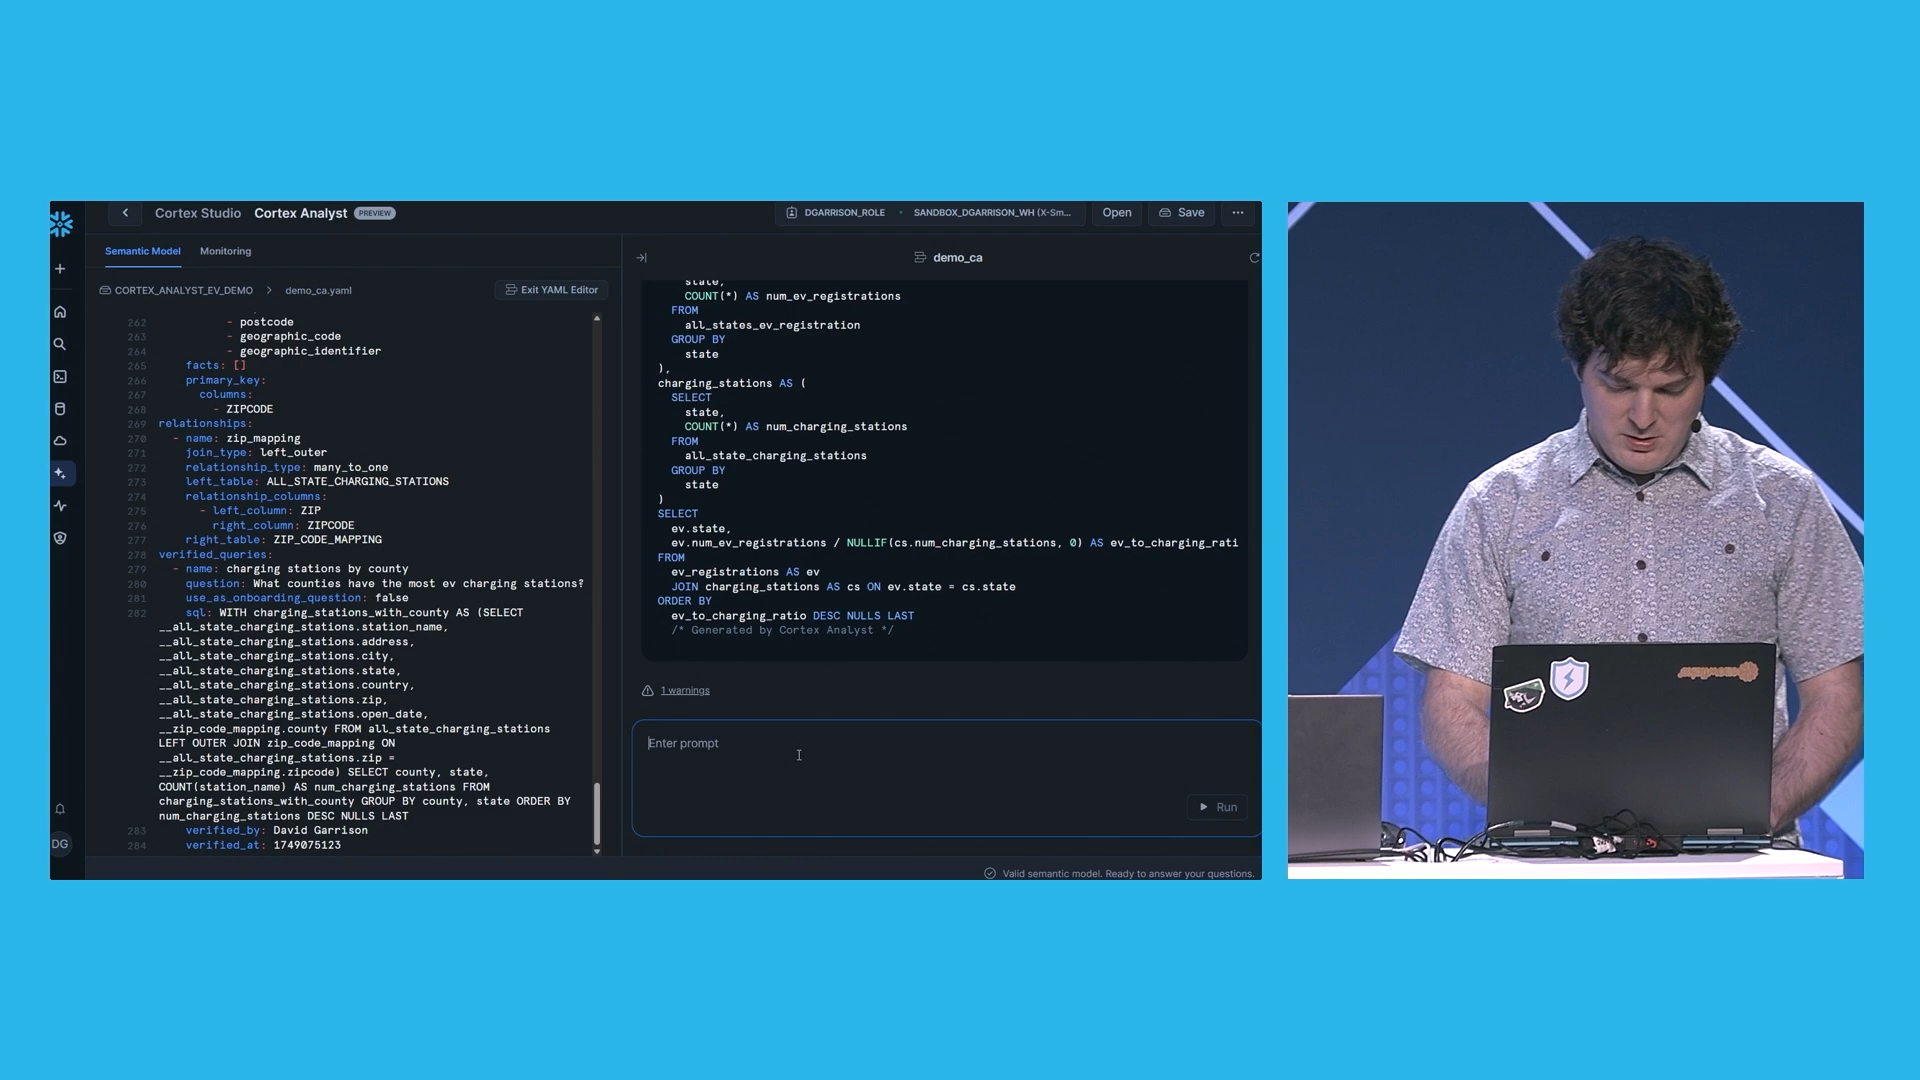 Cortex Studio Cortex Analyst PREVIEW
DGARRISON_ROLE • SANDBOX_DGARRISON_WH (X-Sm... Open Save ...
Semantic Model Monitoring
CORTEX_ANALYST_EV_DEMO > demo_ca.yaml Exit YAML Editor
262 - postcode
263 - geographic_code
264 - geographic_identifier
265 facts: []
266 primary_key:
267 columns:
268 - ZIPCODE
269 relationships:
270 - name: zip_mapping
271 join_type: left_outer
272 relationship_type: many_to_one
273 left_table: ALL_STATE_CHARGING_STATIONS
274 relationship_columns:
275 - left_column: ZIP
276 right_column: ZIPCODE
277 right_table: ZIP_CODE_MAPPING
278 verified_queries:
279 - name: charging stations by county
280 question: What counties have the most ev charging stations?
281 use_as_onboarding_question: false
282 sql: WITH charging_stations_with_county AS (SELECT
__all_state_charging_stations.station_name,
__all_state_charging_stations.address,
__all_state_charging_stations.city,
__all_state_charging_stations.state,
__all_state_charging_stations.country,
__all_state_charging_stations.zip,
__all_state_charging_stations.open_date,
__zip_code_mapping.county FROM all_state_charging_stations
LEFT OUTER JOIN zip_code_mapping ON
__all_state_charging_stations.zip =
__zip_code_mapping.zipcode) SELECT county, state,
COUNT(station_name) AS num_charging_stations FROM
charging_stations_with_county GROUP BY county, state ORDER BY
num_charging_stations DESC NULLS LAST
283 verified_by: David Garrison
284 verified_at: 1749075123
DG
demo_ca
state,
COUNT(*) AS num_ev_registrations
FROM
all_states_ev_registration
GROUP BY
state
),
charging_stations AS (
SELECT
state,
COUNT(*) AS num_charging_stations
FROM
all_state_charging_stations
GROUP BY
state
)
SELECT
ev.state,
ev.num_ev_registrations / NULLIF(cs.num_charging_stations, 0) AS ev_to_charging_rati
FROM
ev_registrations AS ev
JOIN charging_stations AS cs ON ev.state = cs.state
ORDER BY
ev_to_charging_ratio DESC NULLS LAST
/* Generated by Cortex Analyst */
1 warnings
Enter prompt
Run
Valid semantic model. Ready to answer your questions.